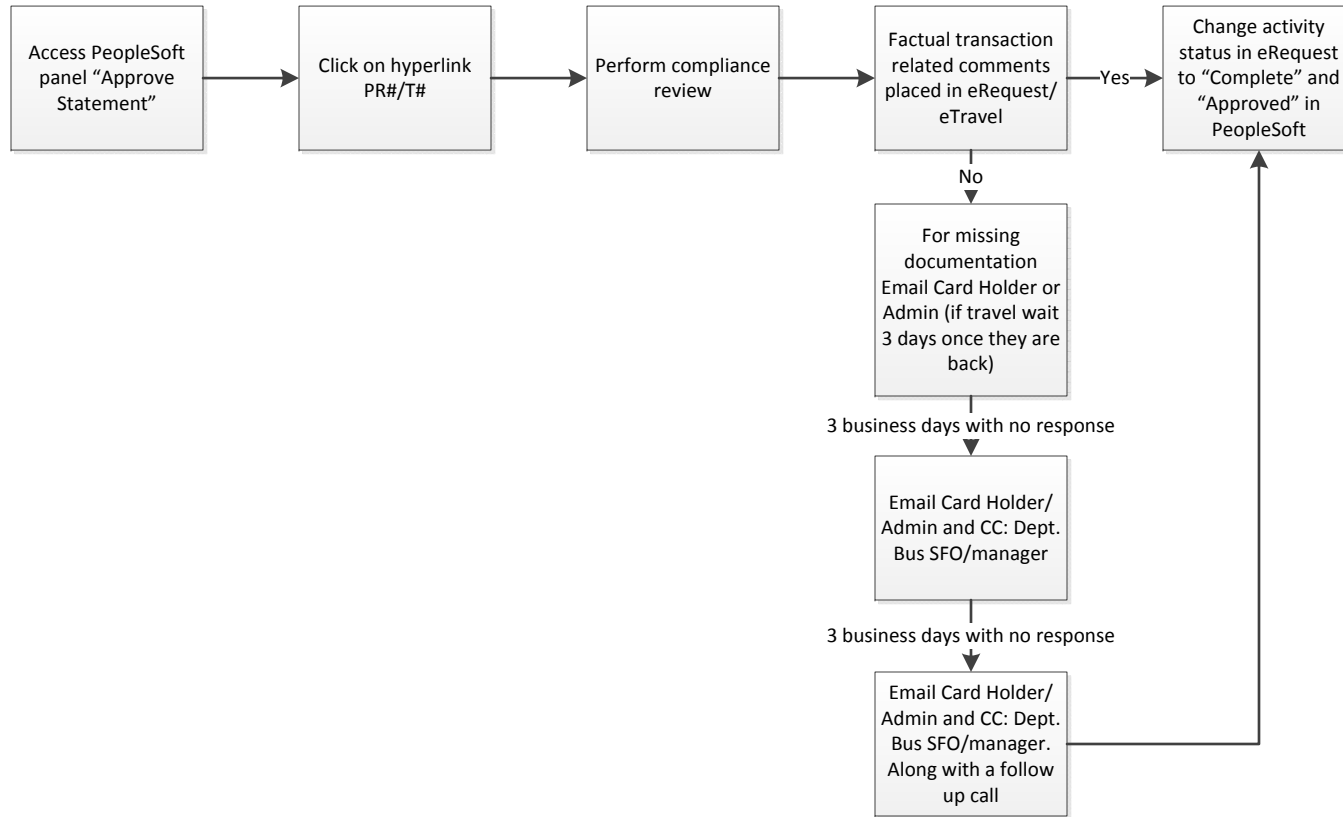 Access PeopleSoft
panel “Approve
Statement”
Click on hyperlink
PR#/T#
Perform compliance
review
Factual transaction
related comments
placed in eRequest/
eTravel
Yes
Change activity
status in eRequest
to “Complete” and
“Approved” in
PeopleSoft
No
For missing
documentation
Email Card Holder or
Admin (if travel wait
3 days once they are
back)
3 business days with no response
Email Card Holder/
Admin and CC: Dept.
Bus SFO/manager
3 business days with no response
Email Card Holder/
Admin and CC: Dept.
Bus SFO/manager.
Along with a follow
up call